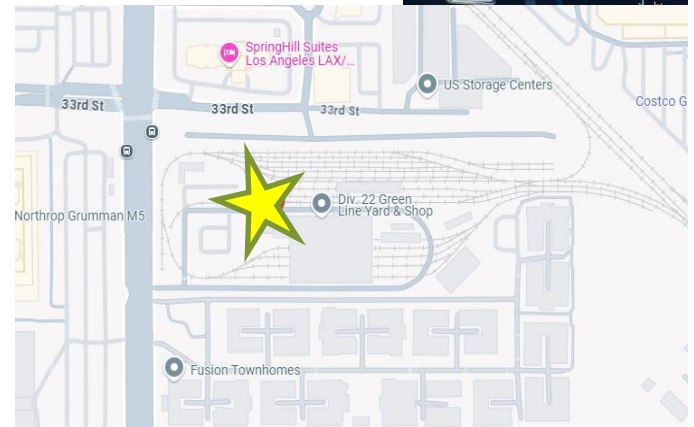 SpringHill Suites
Los Angeles LAX/...
US Storage Centers
Costco G
33rd St
33rd St
33rd St
Div. 22 Green
Line Yard & Shop
Northrop Grumman M5
Fusion Townhomes